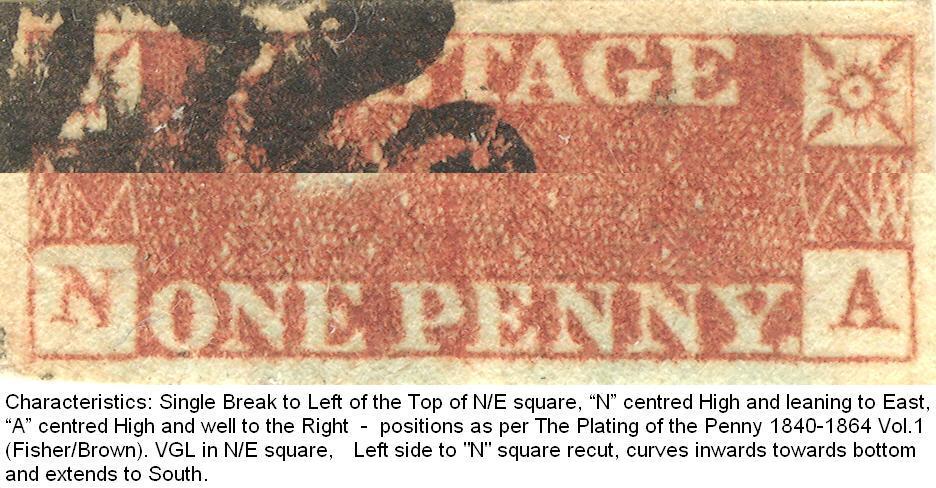 TAGE
N ONE PENNY. A
Characteristics: Single Break to Left of the Top of N/E square, “N” centred High and leaning to East,
“A” centred High and well to the Right - positions as per The Plating of the Penny 1840-1864 Vol.1
(Fisher/Brown). VGL in N/E square, Left side to "N" square recut, curves inwards towards bottom
and extends to South.